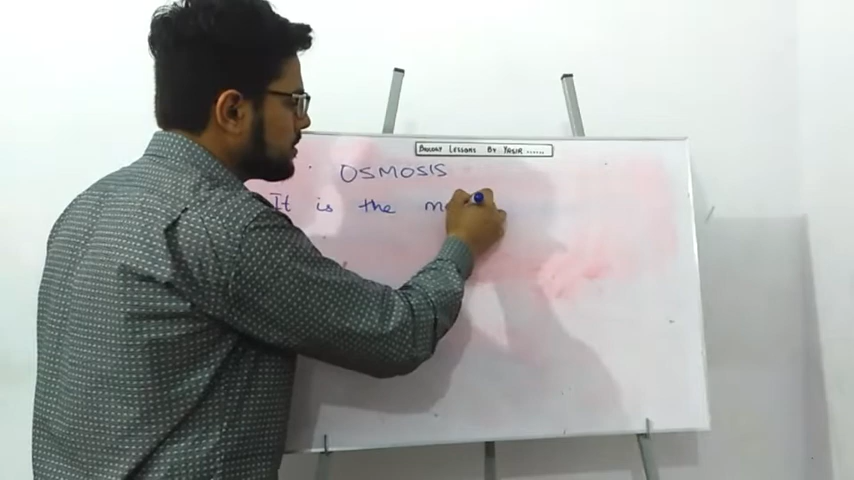 BIOLOGY LESSONS BY YASIR......
OSMOSIS
It is the